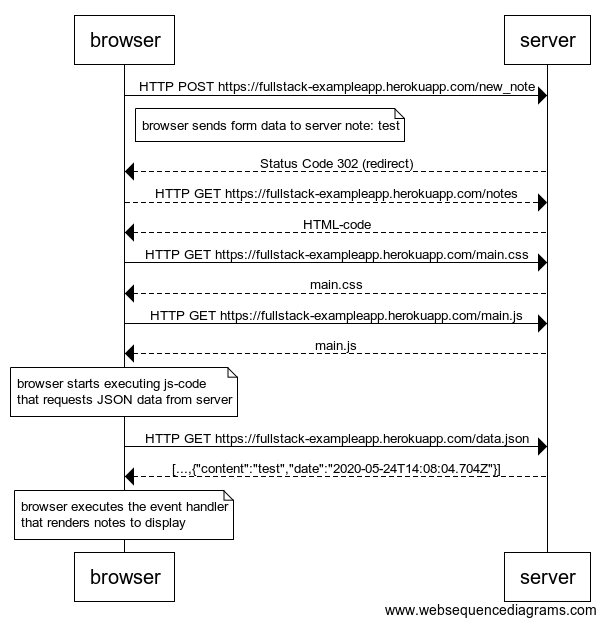 browser server
HTTP POST https://fullstack-exampleapp.herokuapp.com/new_note
browser sends form data to server note: test
Status Code 302 (redirect)
HTTP GET https://fullstack-exampleapp.herokuapp.com/notes
HTML-code
HTTP GET https://fullstack-exampleapp.herokuapp.com/main.css
main.css
HTTP GET https://fullstack-exampleapp.herokuapp.com/main.js
main.js
browser starts executing js-code
that requests JSON data from server
HTTP GET https://fullstack-exampleapp.herokuapp.com/data.json
[...,{"content":"test","date":"2020-05-24T14:08:04.704Z"}]
browser executes the event handler
that renders notes to display
browser server
www.websequencediagrams.com